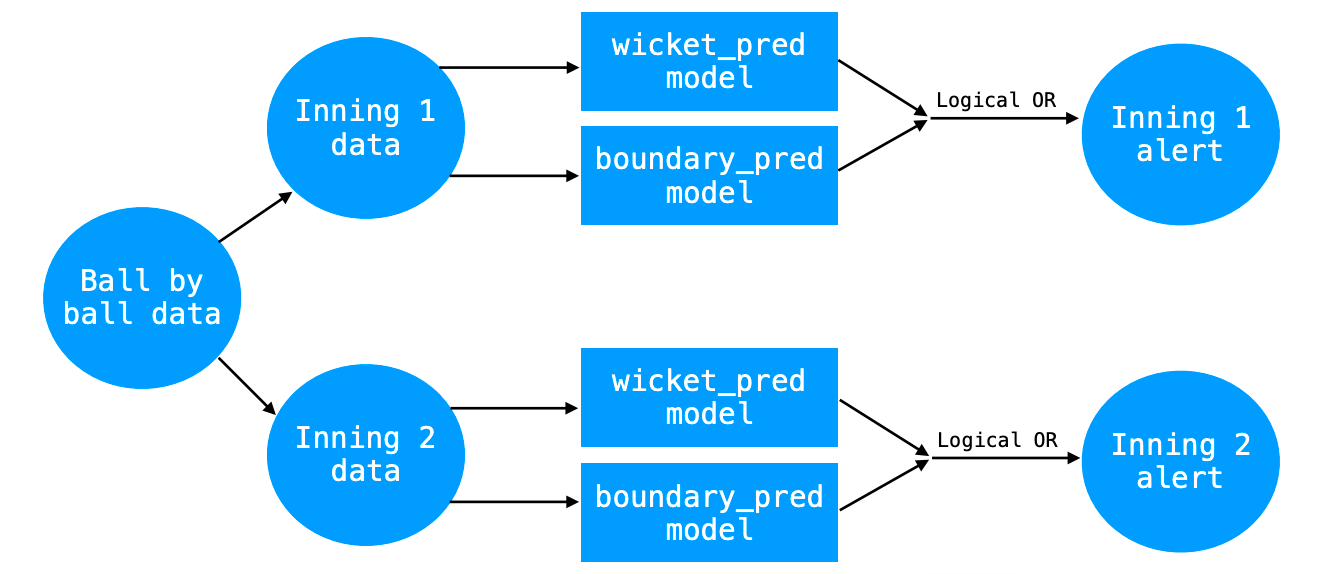 Ball by
ball data
Inning 1
data
wicket_pred
model
boundary_pred
model
Logical OR
Inning 1
alert
Inning 2
data
wicket_pred
model
boundary_pred
model
Logical OR
Inning 2
alert